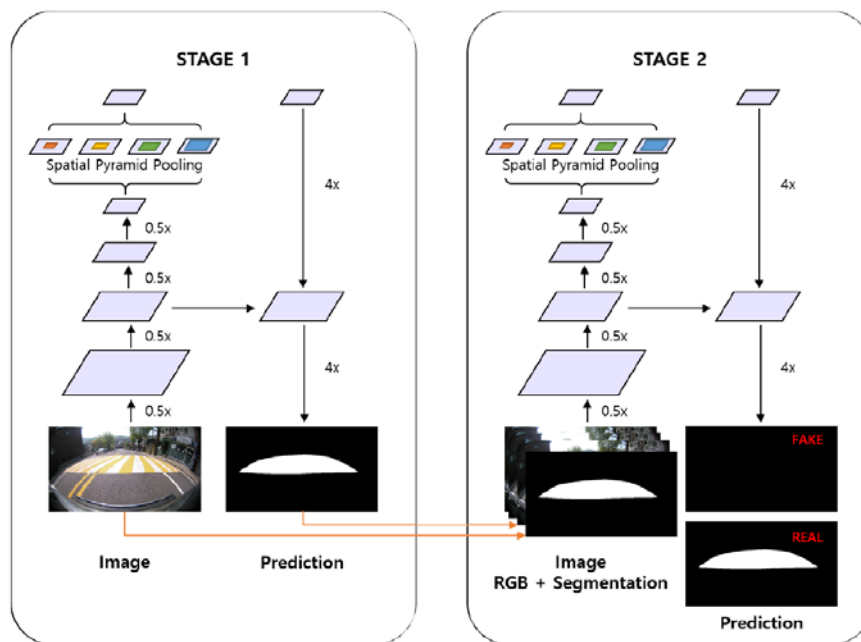 STAGE 1
Spatial Pyramid Pooling
0.5x
0.5x
0.5x
0.5x
4x
4x
Image
Prediction
STAGE 2
Spatial Pyramid Pooling
0.5x
0.5x
0.5x
0.5x
4x
4x
FAKE
REAL
Image
RGB + Segmentation
Prediction